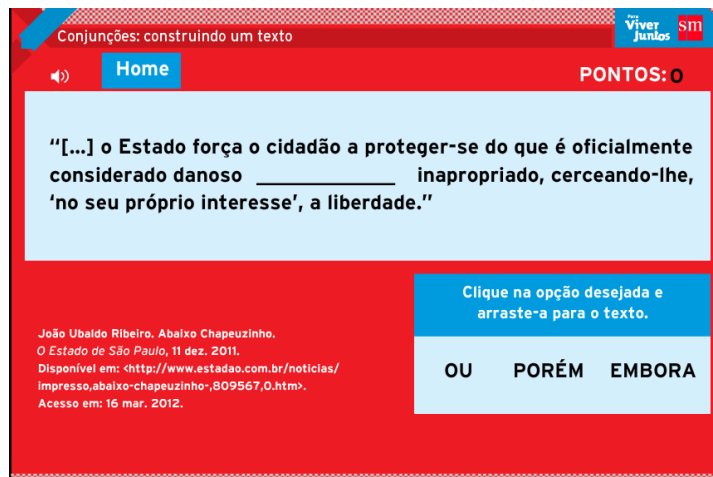 Conjunções: construindo um texto
Para
Viver
Juntos
sm
Home
PONTOS: 0
“[...] o Estado força o cidadão a proteger-se do que é oficialmente
considerado danoso ______________ inapropriado, cerceando-lhe,
‘no seu próprio interesse’, a liberdade.”
Clique na opção desejada e
arraste-a para o texto.
OU PORÉM EMBORA
João Ubaldo Ribeiro. Abaixo Chapeuzinho.
O Estado de São Paulo, 11 dez. 2011.
Disponível em: <http://www.estadao.com.br/noticias/
impresso,abaixo-chapeuzinho-,809567,0.htm>.
Acesso em: 16 mar. 2012.